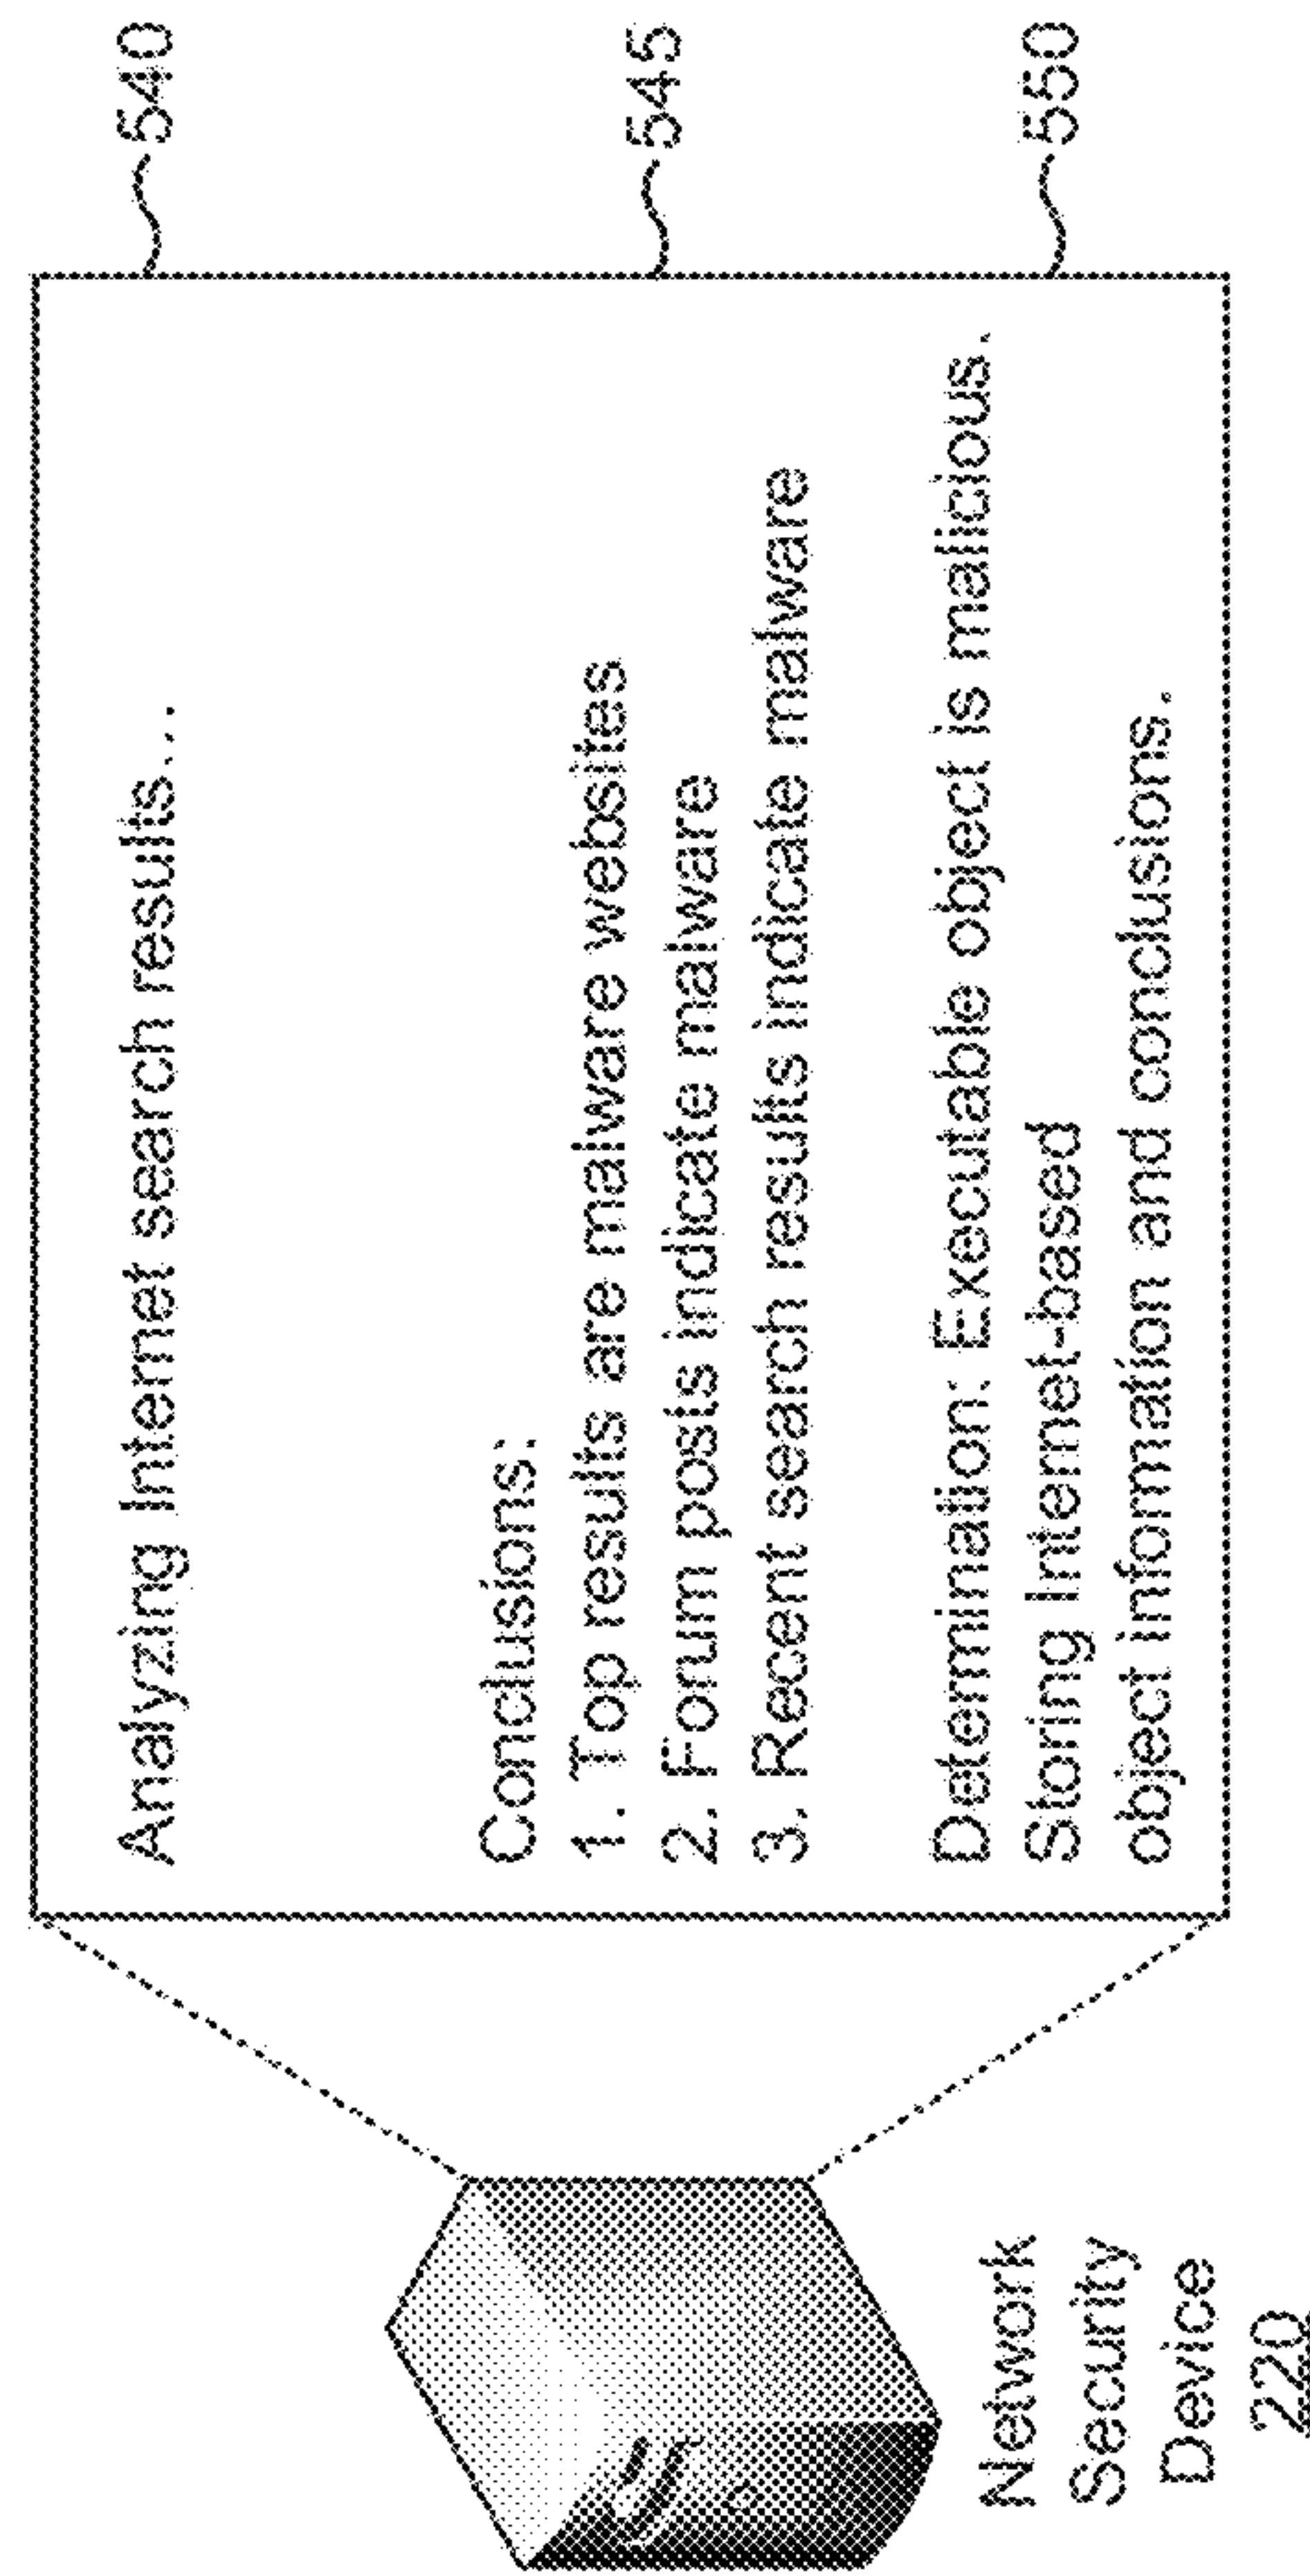 Analyzing Internet search results...
540
Conclusions:
1. Top results are malware websites
2. Forum posts indicate malware
545
3. Recent search results indicate malware
Determination: Executable object is malicious.
Storing Internet-based
550
object information and conclusions.
Network
Security
Device
220